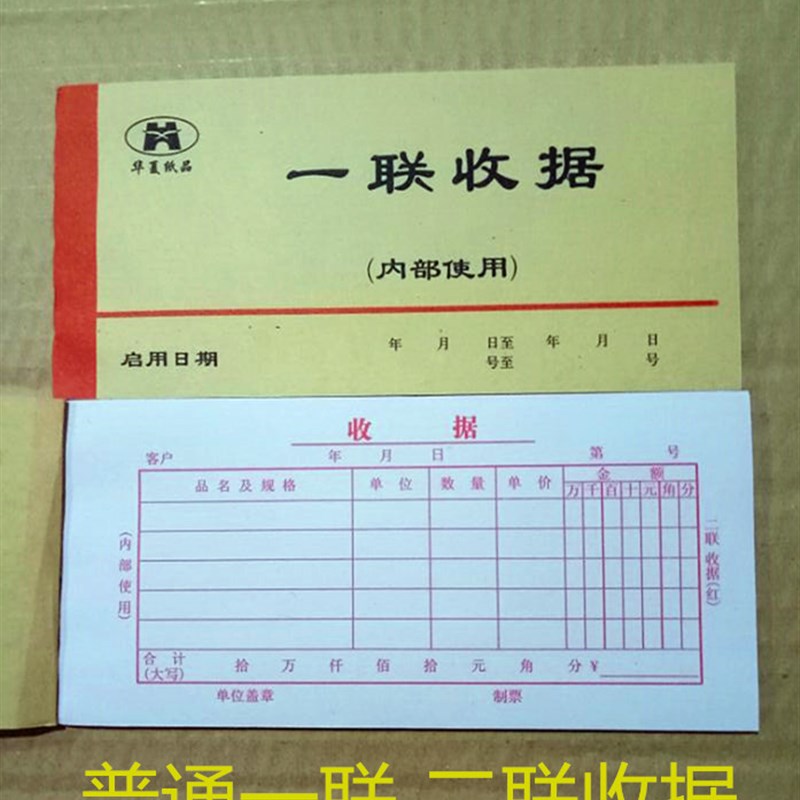 华夏纸品
一联收据
(内部使用)
年 月 日至 年 月 日
启用日期 号至 号
收 据
客户 年 月 日 第 号
品名及规格 单位 数量 单价 金额
万千百十元角分
(内部使用)
二联收据(红)
合计
(大写) 拾 万 仟 佰 拾 元 角 分 ¥
单位盖章 制票
普通一联 二联收据